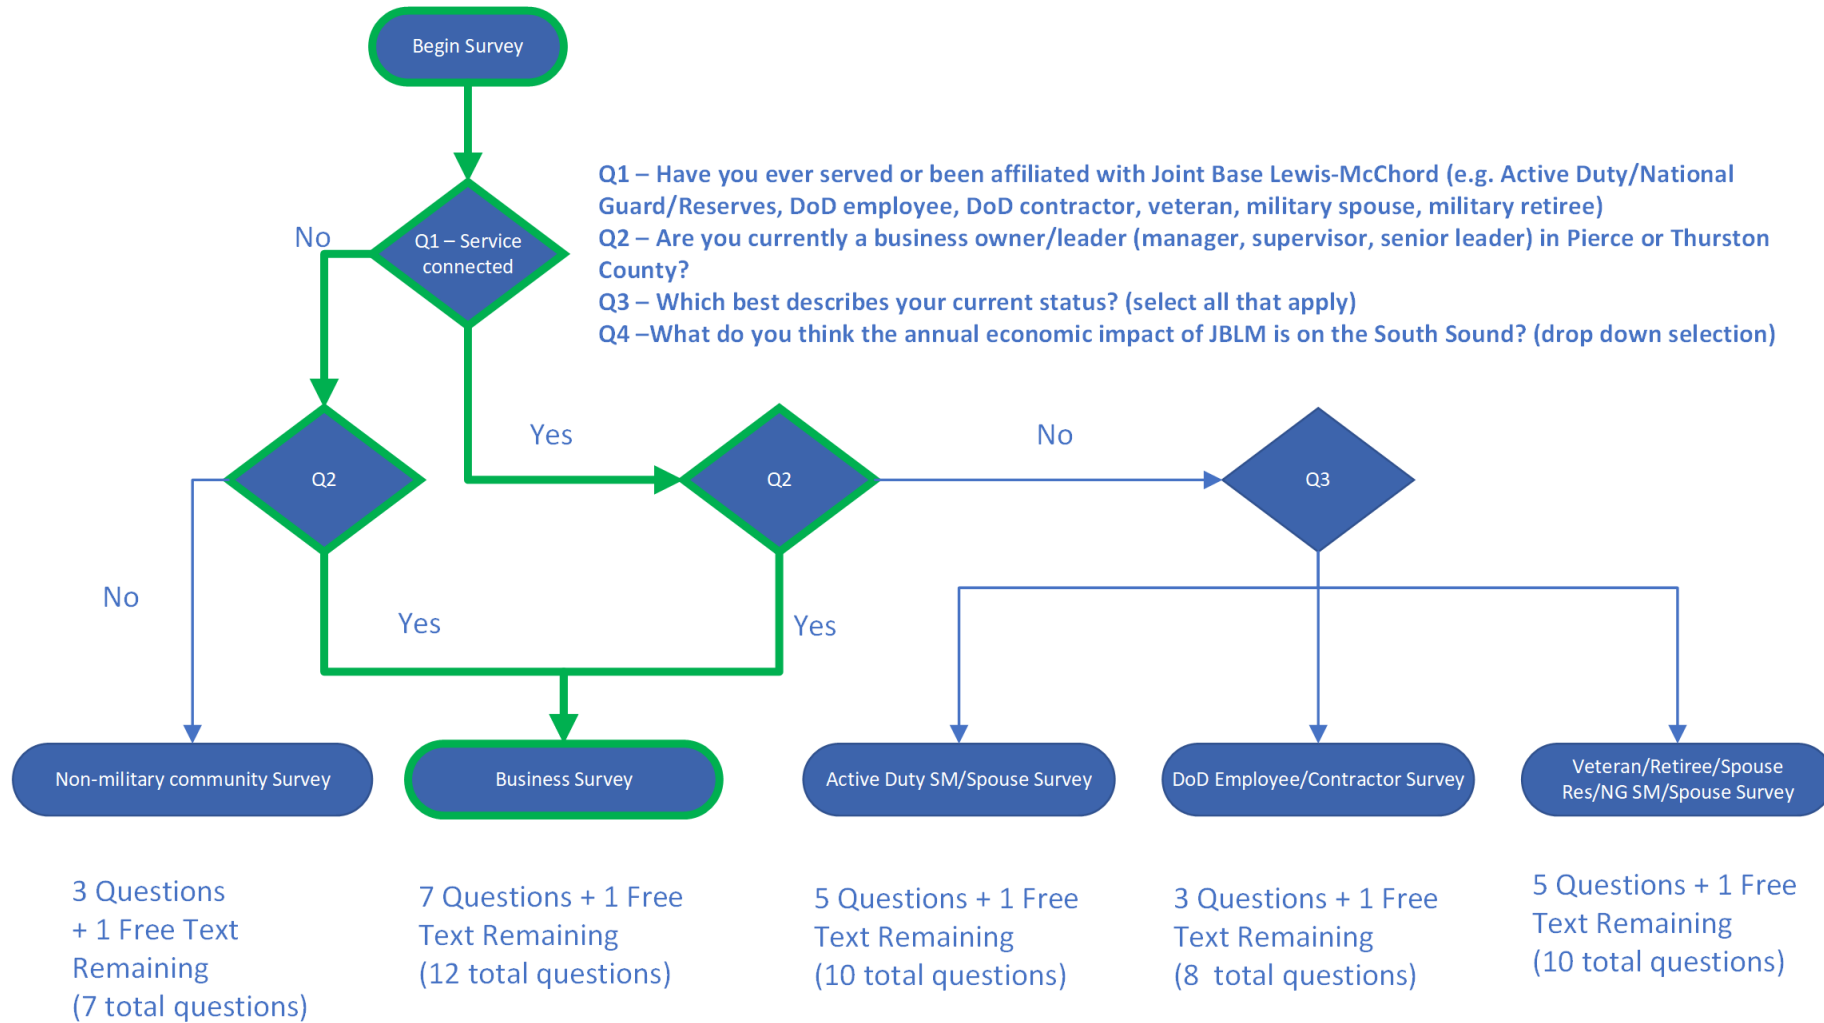 Begin Survey
Q1 – Have you ever served or been affiliated with Joint Base Lewis-McChord (e.g. Active Duty/National
Guard/Reserves, DoD employee, DoD contractor, veteran, military spouse, military retiree)
Q2 – Are you currently a business owner/leader (manager, supervisor, senior leader) in Pierce or Thurston
County?
Q3 – Which best describes your current status? (select all that apply)
Q4 –What do you think the annual economic impact of JBLM is on the South Sound? (drop down selection)
No
Q1 – Service
connected
Yes
No
Q2
Q2
Q3
No
Yes
Yes
Non-military community Survey
Business Survey
Active Duty SM/Spouse Survey
DoD Employee/Contractor Survey
Veteran/Retiree/Spouse
Res/NG SM/Spouse Survey
3 Questions
+ 1 Free Text
Remaining
(7 total questions)
7 Questions + 1 Free
Text Remaining
(12 total questions)
5 Questions + 1 Free
Text Remaining
(10 total questions)
3 Questions + 1 Free
Text Remaining
(8  total questions)
5 Questions + 1 Free
Text Remaining
(10 total questions)